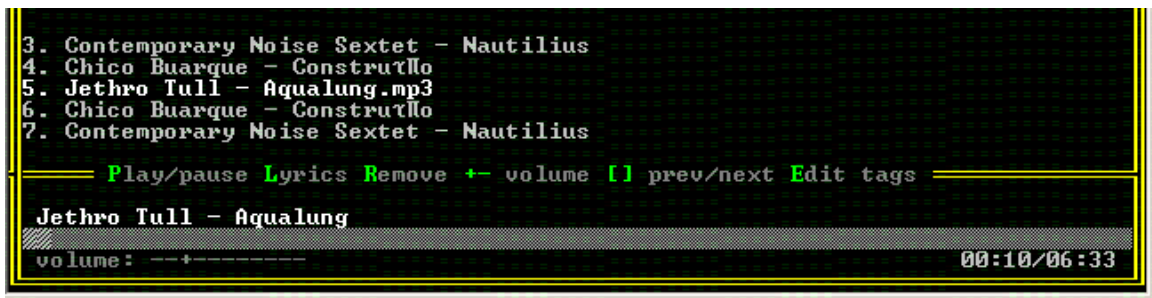 3. Contemporary Noise Sextet - Nautilius
4. Chico Buarque - ConstruτΠo
5. Jethro Tull - Aqualung.mp3
6. Chico Buarque - ConstruτΠo
7. Contemporary Noise Sextet - Nautilius
Play/pause Lyrics Remove +- volume [] prev/next Edit tags
Jethro Tull - Aqualung
volume: --+-------- 00:10/06:33